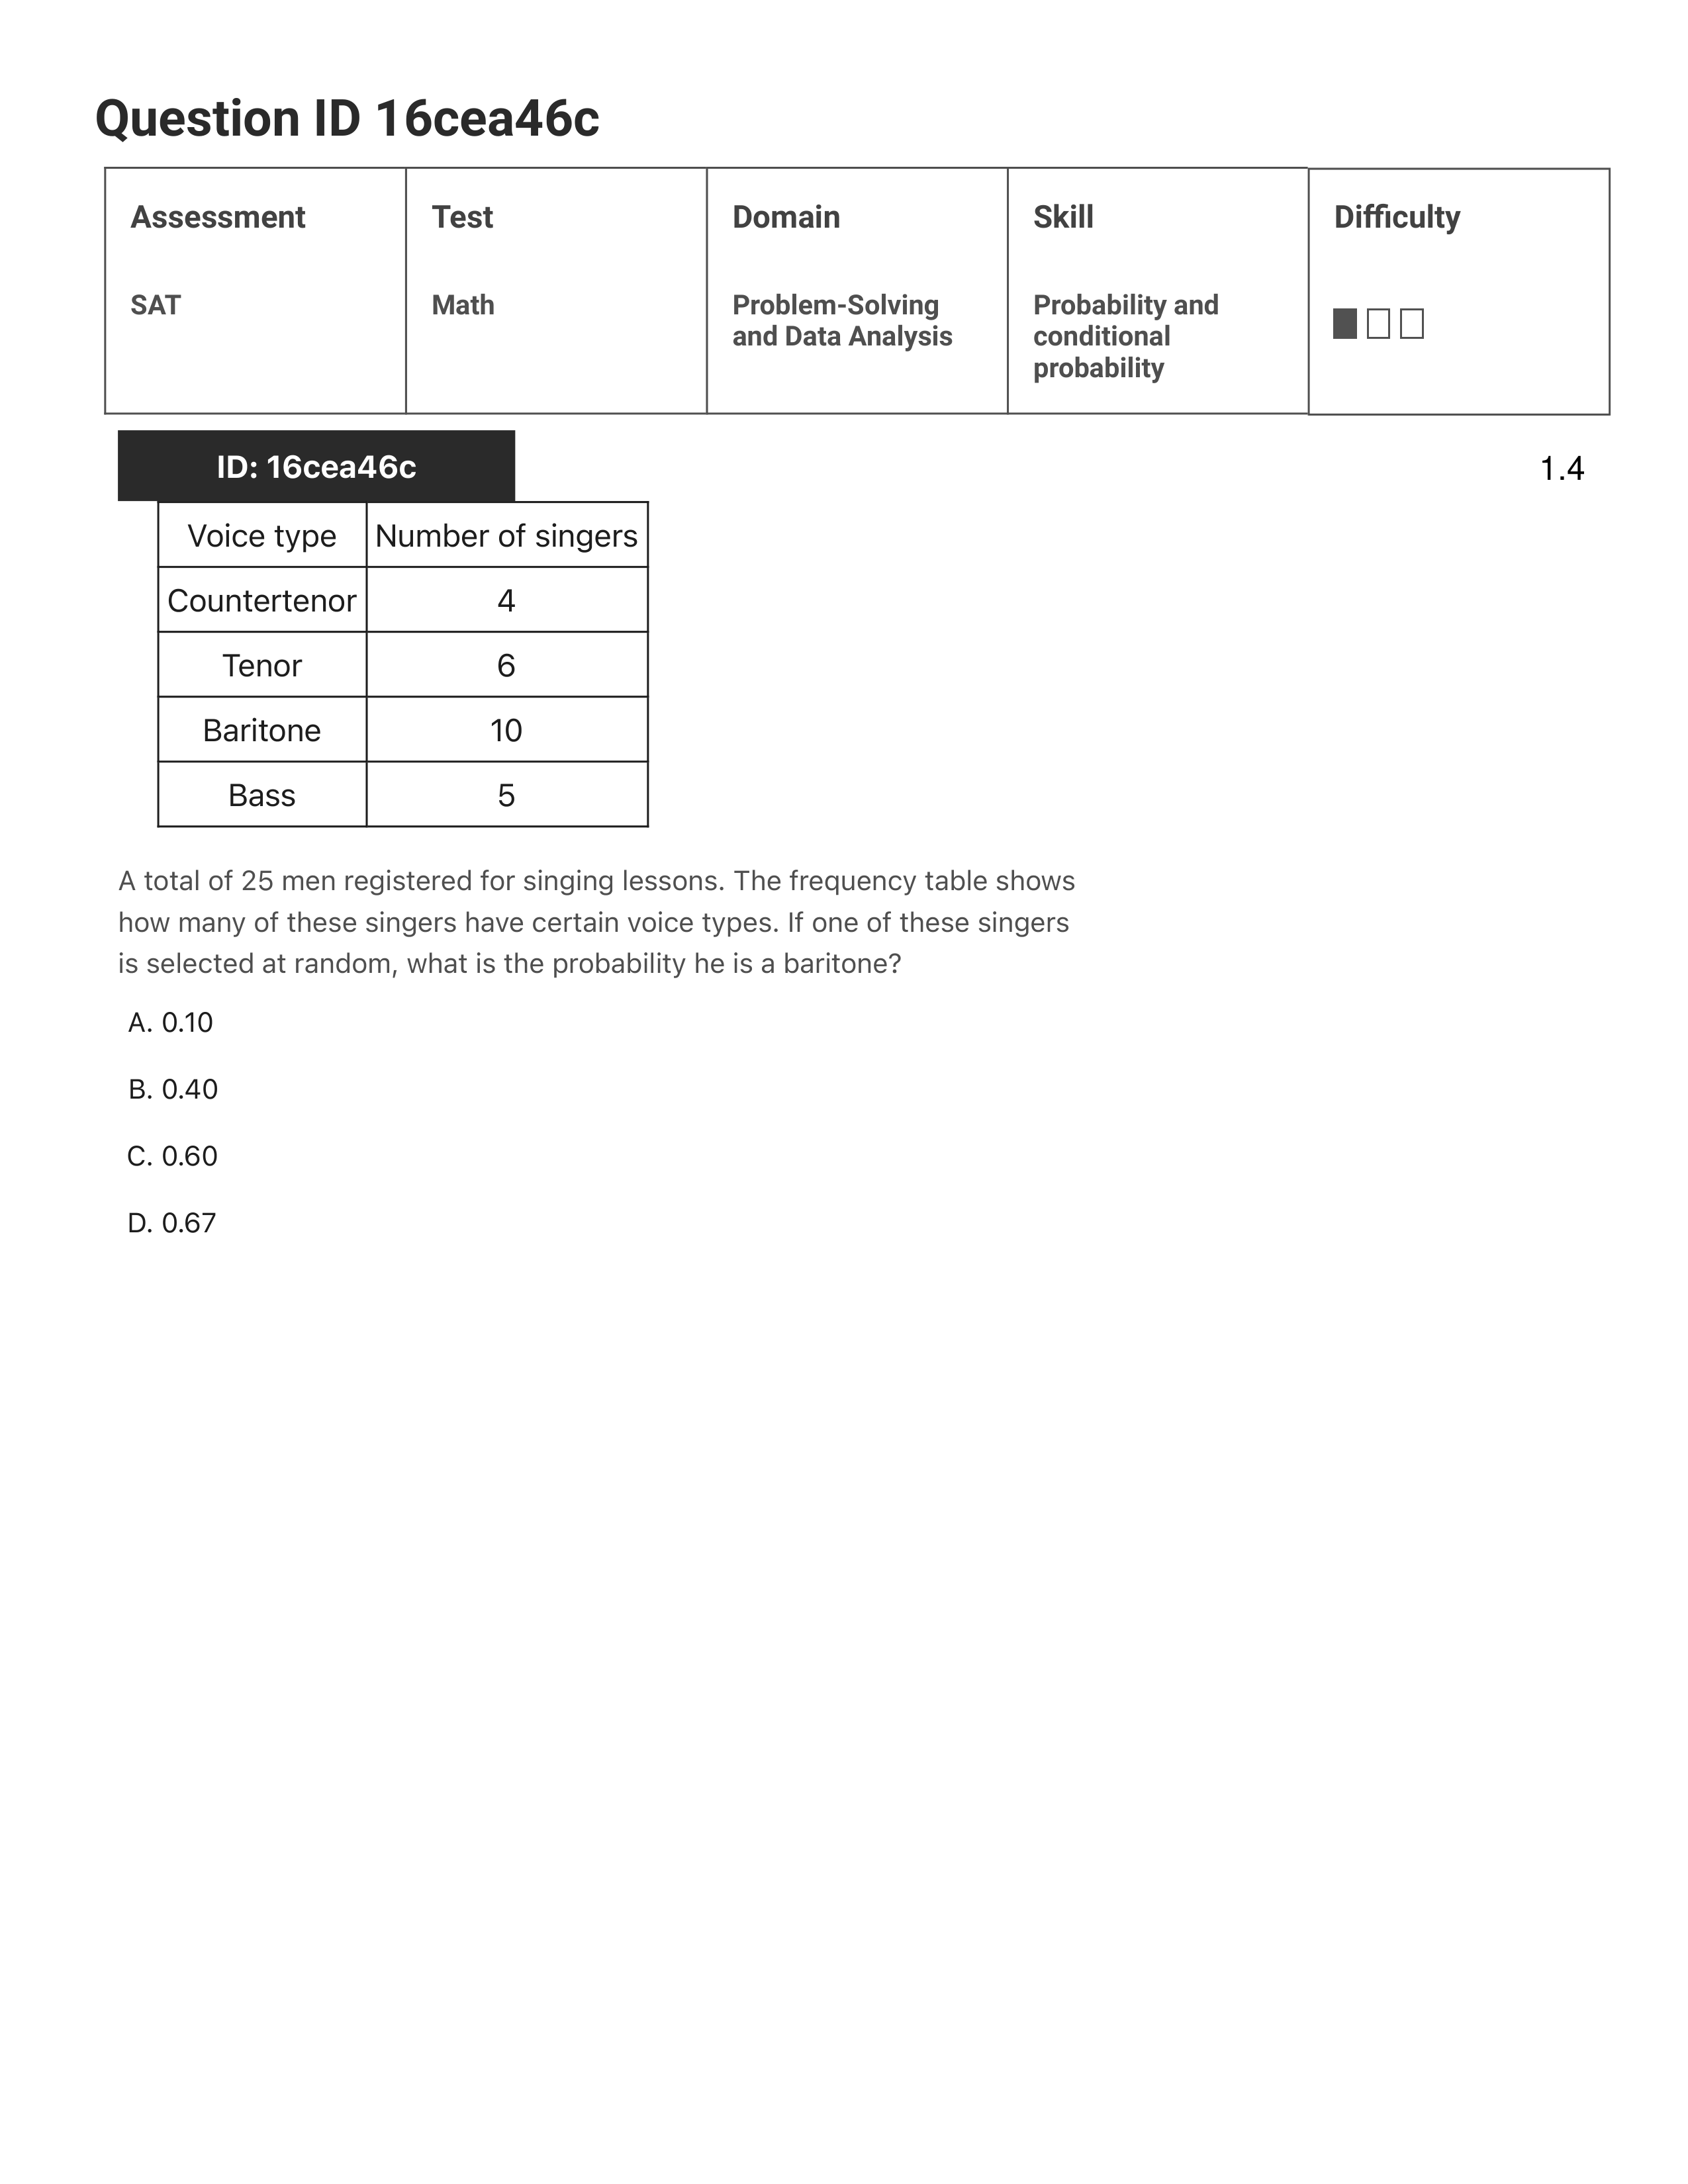 Question ID 16cea46c
Assessment Test Domain Skill Difficulty
SAT Math Problem-Solving and Data Analysis Probability and conditional probability
ID: 16cea46c
1.4
Voice type Number of singers
Countertenor 4
Tenor 6
Baritone 10
Bass 5
A total of 25 men registered for singing lessons. The frequency table shows
how many of these singers have certain voice types. If one of these singers
is selected at random, what is the probability he is a baritone?
A. 0.10
B. 0.40
C. 0.60
D. 0.67